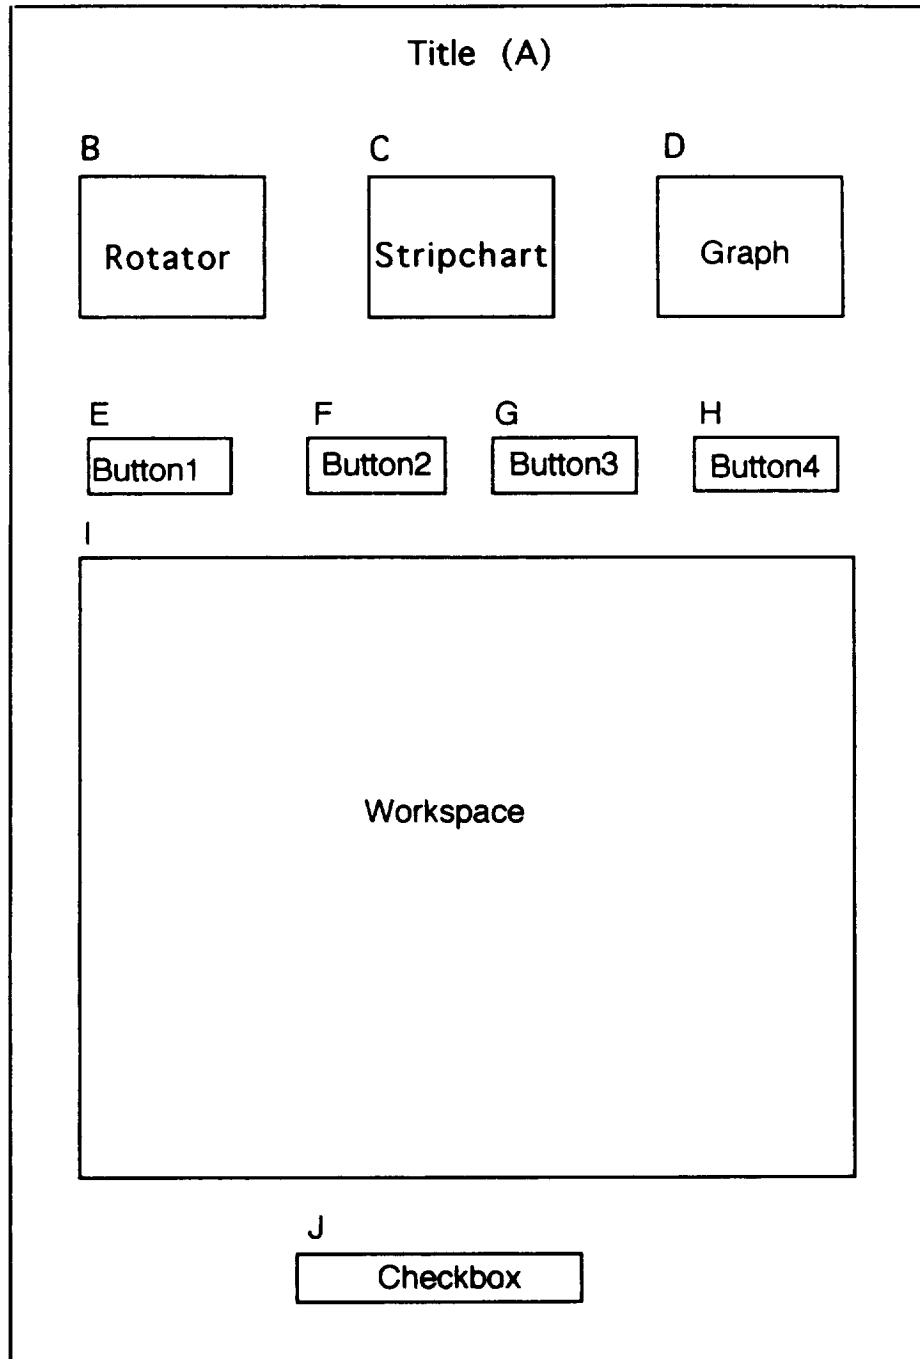 Title (A)
B C D
Rotator Stripchart Graph
E F G H
Button1 Button2 Button3 Button4
I
Workspace
J
Checkbox